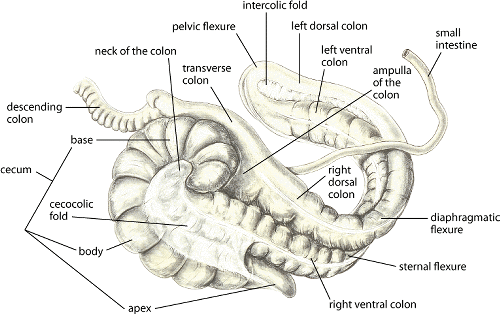 intercolic fold
pelvic flexure
left dorsal colon
small
intestine
neck of the colon
left ventral
colon
transverse
colon
ampulla
of the
colon
descending
colon
base
cecum
right
dorsal
colon
cecocolic
fold
diaphragmatic
flexure
body
sternal flexure
apex
right ventral colon